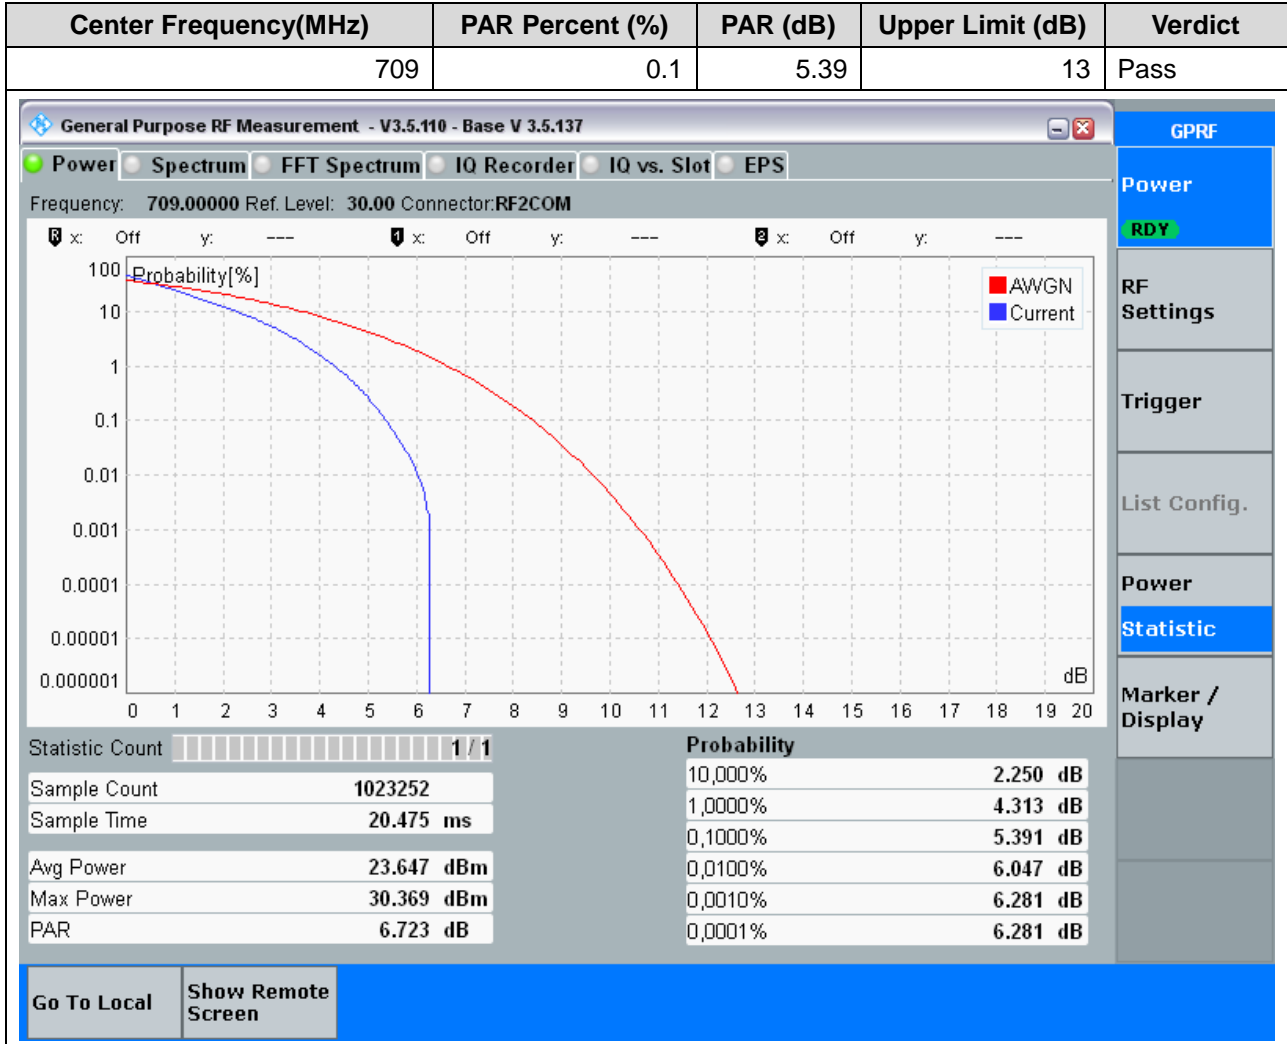 Center Frequency(MHz) PAR Percent (%) PAR (dB) Upper Limit (dB) Verdict
709 0.1 5.39 13 Pass
General Purpose RF Measurement - V3.5.110 - Base V 3.5.137
GPRF
Power Spectrum FFT Spectrum IQ Recorder IQ vs. Slot EPS
Frequency: 709.00000 Ref. Level: 30.00 Connector:RF2COM
R x: Off y: --- 1 x: Off y: --- 2 x: Off y: ---
Probability[%]
AWGN
Current
100
10
1
0.1
0.01
0.001
0.0001
0.00001
0.000001
dB
0 1 2 3 4 5 6 7 8 9 10 11 12 13 14 15 16 17 18 19 20
Statistic Count 1 / 1
Sample Count 1023252
Sample Time 20.475 ms
Avg Power 23.647 dBm
Max Power 30.369 dBm
PAR 6.723 dB
Probability
10,000% 2.250 dB
1,0000% 4.313 dB
0,1000% 5.391 dB
0,0100% 6.047 dB
0,0010% 6.281 dB
0,0001% 6.281 dB
Power
RDY
RF
Settings
Trigger
List Config.
Power
Statistic
Marker /
Display
Go To Local
Show Remote
Screen